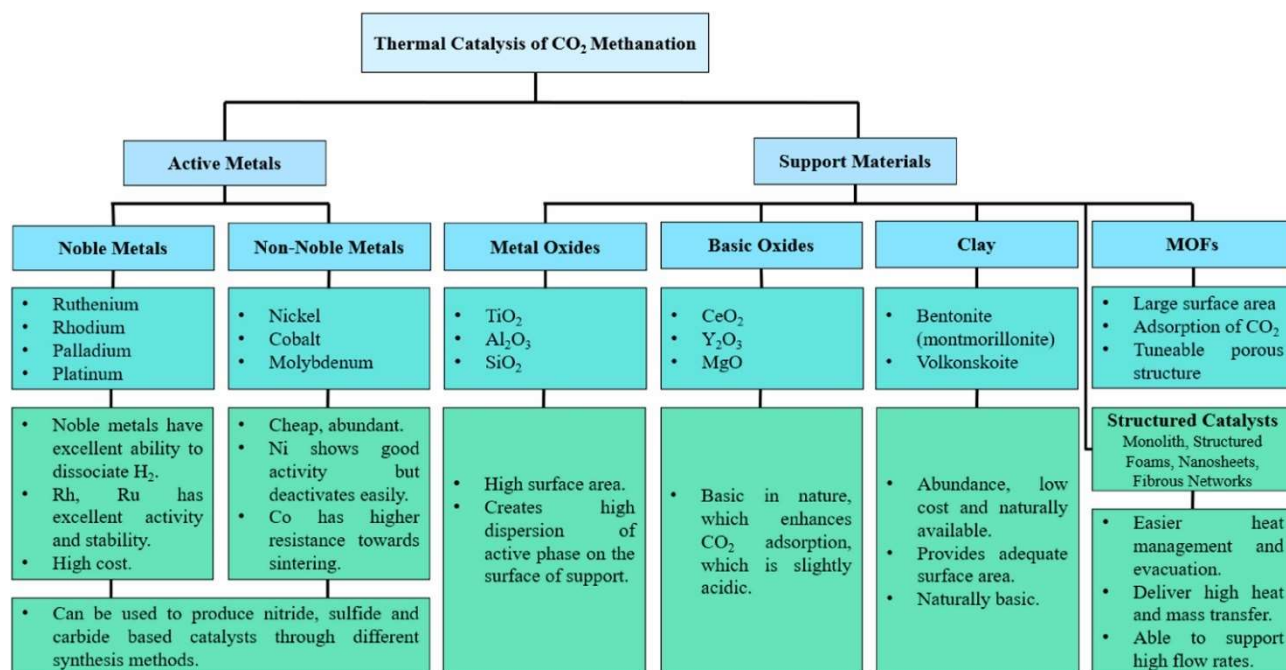 Thermal Catalysis of CO₂ Methanation
Active Metals
Support Materials
Noble Metals
Non-Noble Metals
Metal Oxides
Basic Oxides
Clay
MOFs
• Ruthenium
• Rhodium
• Palladium
• Platinum
• Nickel
• Cobalt
• Molybdenum
• TiO₂
• Al₂O₃
• SiO₂
• CeO₂
• Y₂O₃
• MgO
• Bentonite
(montmorillonite)
• Volkonskoite
• Large surface area
• Adsorption of CO₂
• Tuneable porous
structure
• Noble metals have
excellent ability to
dissociate H₂.
• Rh, Ru has
excellent activity
and stability.
• High cost.
• Cheap, abundant.
• Ni shows good
activity but
deactivates easily.
• Co has higher
resistance towards
sintering.
• Can be used to produce nitride, sulfide and
carbide based catalysts through different
synthesis methods.
• High surface area.
• Creates high
dispersion of
active phase on the
surface of support.
• Basic in nature,
which enhances
CO₂ adsorption,
which is slightly
acidic.
• Abundance, low
cost and naturally
available.
• Provides adequate
surface area.
• Naturally basic.
Structured Catalysts
Monolith, Structured
Foams, Nanosheets,
Fibrous Networks
• Easier heat
management and
evacuation.
• Deliver high heat
and mass transfer.
• Able to support
high flow rates.